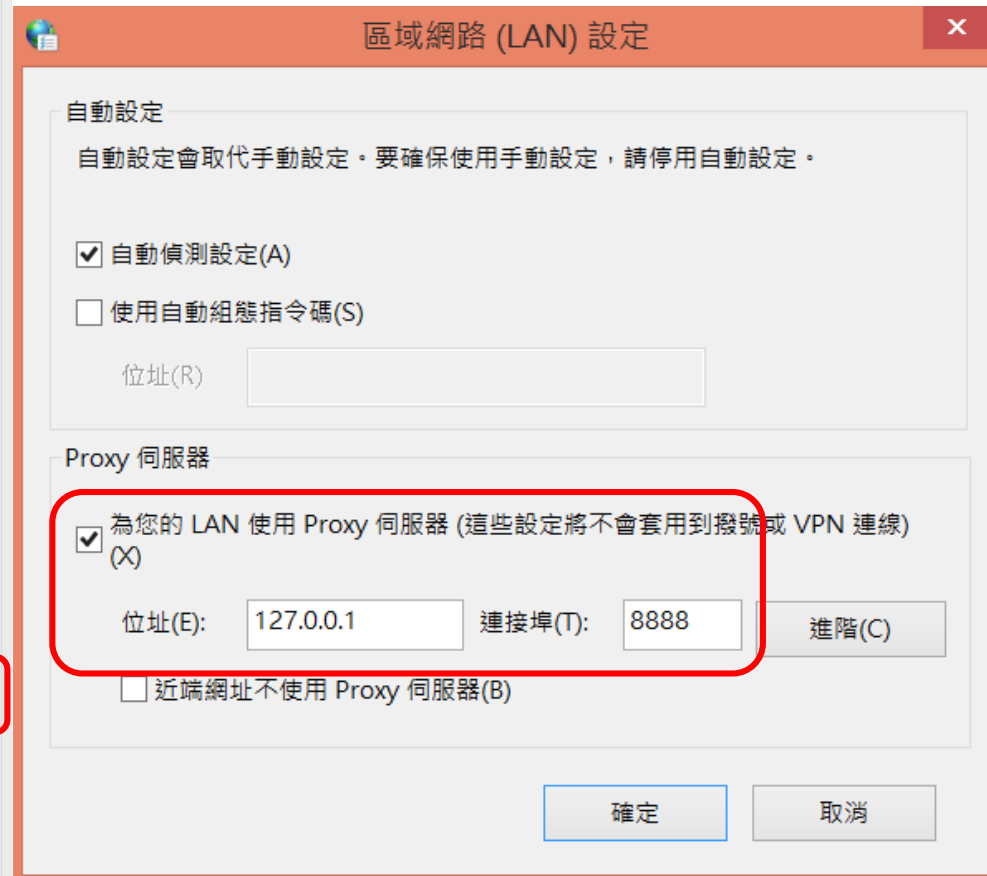 區域網路 (LAN) 設定
自動設定
自動設定會取代手動設定。要確保使用手動設定，請停用自動設定。
自動偵測設定(A)
使用自動組態指令碼(S)
位址(R)
Proxy 伺服器
為您的 LAN 使用 Proxy 伺服器 (這些設定將不會套用到撥號或 VPN 連線)
(X)
位址(E): 127.0.0.1 連接埠(T): 8888 進階(C)
近端網址不使用 Proxy 伺服器(B)
確定 取消